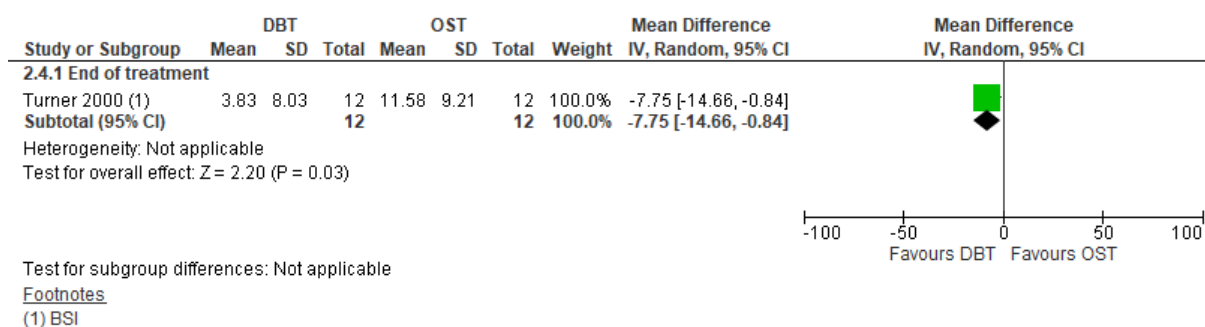 DBT OST Mean Difference Mean Difference
Study or Subgroup Mean SD Total Mean SD Total Weight IV, Random, 95% CI IV, Random, 95% CI
2.4.1 End of treatment
Turner 2000 (1) 3.83 8.03 12 11.58 9.21 12 100.0% -7.75 [-14.66, -0.84]
Subtotal (95% CI) 12 12 100.0% -7.75 [-14.66, -0.84]
Heterogeneity: Not applicable
Test for overall effect: Z = 2.20 (P = 0.03)
-100 -50 0 50 100
Favours DBT Favours OST
Test for subgroup differences: Not applicable
Footnotes
(1) BSI